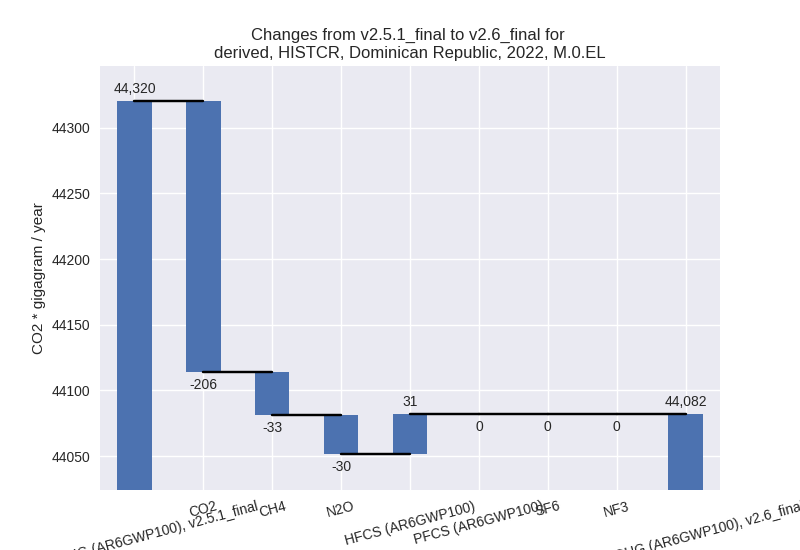 Changes from v2.5.1_final to v2.6_final for
derived, HISTCR, Dominican Republic, 2022, M.0.EL
CO2 * gigagram / year
44300
44250
44200
44150
44100
44050
44,320
-206
-33
-30
31
0
0
0
44,082
(AR6GWP100), v2.5.1_final
CO2
CH4
N2O
HFCS (AR6GWP100)
PFCS (AR6GWP100)
SF6
NF3
(AR6GWP100), v2.6_final